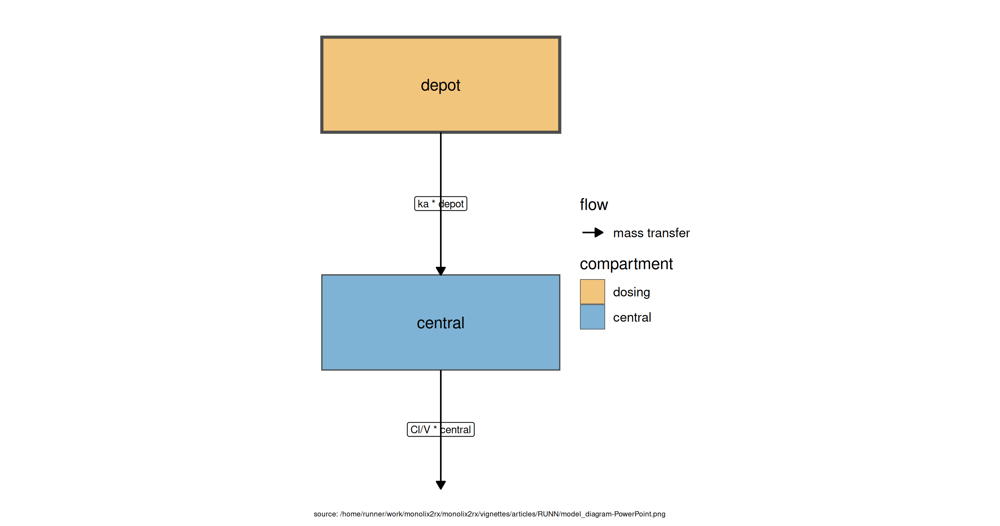 depot
ka * depot
flow
mass transfer
compartment
dosing
central
central
Cl/V * central
source: /home/runner/work/monolix2rx/monolix2rx/vignettes/articles/RUNN/model_diagram-PowerPoint.png